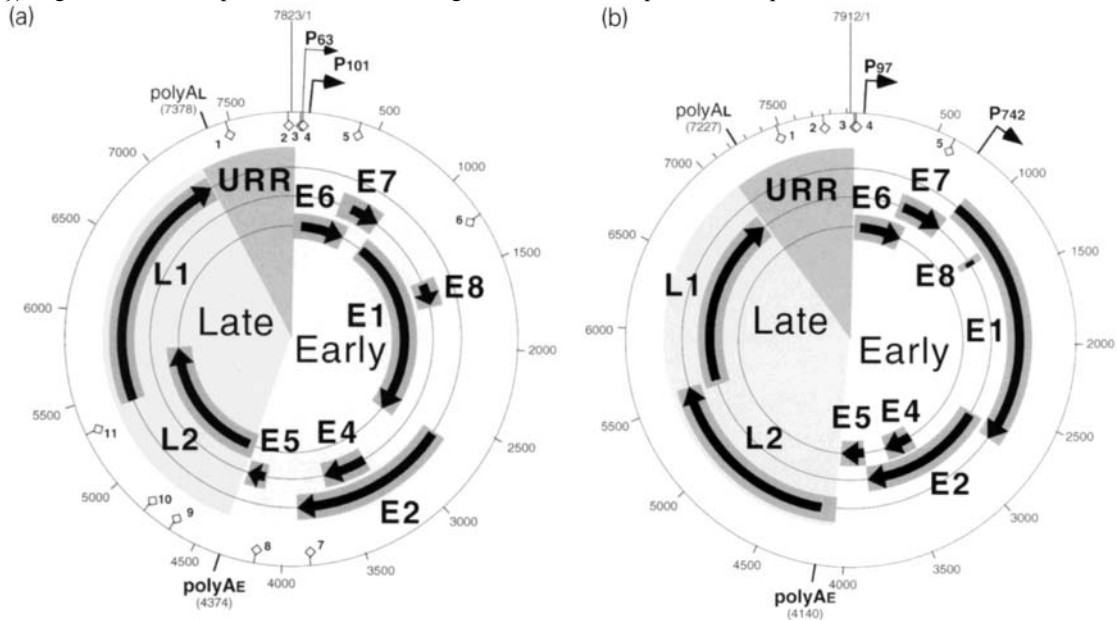 (a)
7823/1
P63
P101
polyAL
(7378)
7500
500
7000
1
2
3
4
5
1000
6500
URR
E6
E7
6
1500
L1
E8
6000
E1
Late
Early
2000
5500
L2
E5
E4
11
2500
E2
5000
10
9
3000
4500
8
7
polyAE
(4374)
4000
3500
(b)
7912/1
P97
polyAL
(7227)
7500
500
P742
7000
1
2
3
4
5
1000
URR
E6
E7
6500
1500
E8
L1
E1
6000
Late
Early
2000
5500
E5
E4
L2
2500
E2
5000
3000
4500
polyAE
(4140)
4000
3500